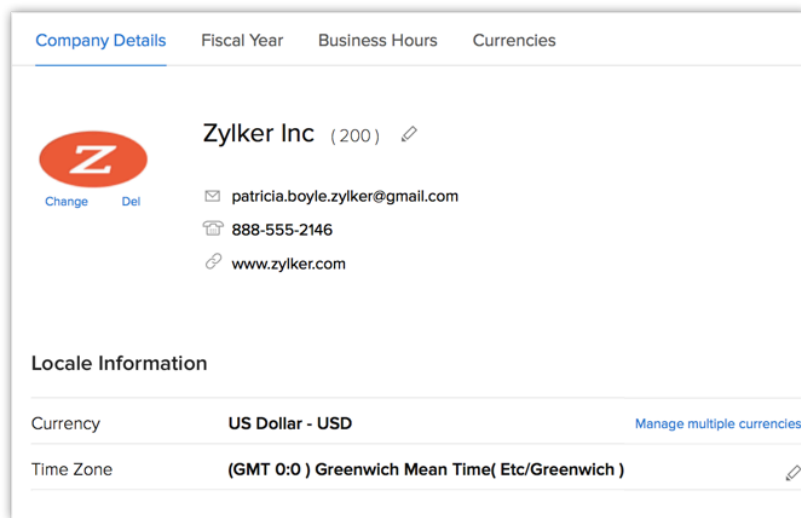 Company Details Fiscal Year Business Hours Currencies
Zylker Inc (200)
Z
Change Del
patricia.boyle.zylker@gmail.com
888-555-2146
www.zylker.com
Locale Information
Currency US Dollar - USD Manage multiple currencies
Time Zone (GMT 0:0 ) Greenwich Mean Time( Etc/Greenwich )